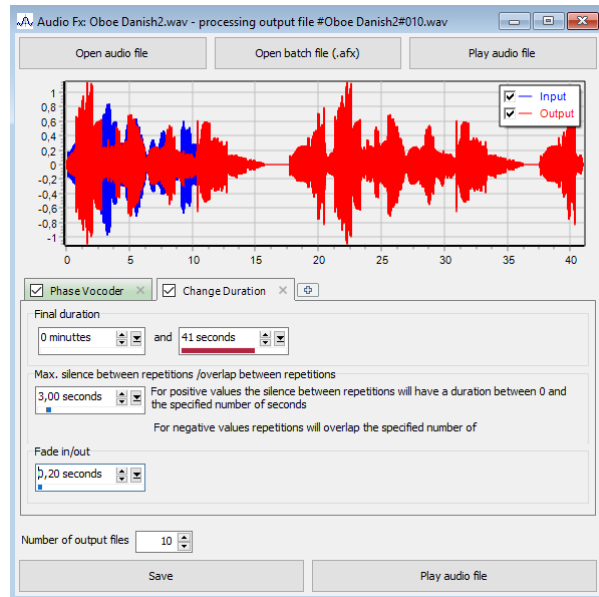 Audio Fx: Oboe Danish2.wav - processing output file #Oboe Danish2#010.wav
Open audio file
Open batch file (.afx)
Play audio file
1
0,8
0,6
0,4
0,2
0
-0,2
-0,4
-0,6
-0,8
-1
Input
Output
0 5 10 15 20 25 30 35 40
Phase Vocoder
Change Duration
Final duration
0 minuttes and 41 seconds
Max. silence between repetitions /overlap between repetitions
3,00 seconds
For positive values the silence between repetitions will have a duration between 0 and
the specified number of seconds
For negative values repetitions will overlap the specified number of
Fade in/out
0,20 seconds
Number of output files 10
Save
Play audio file